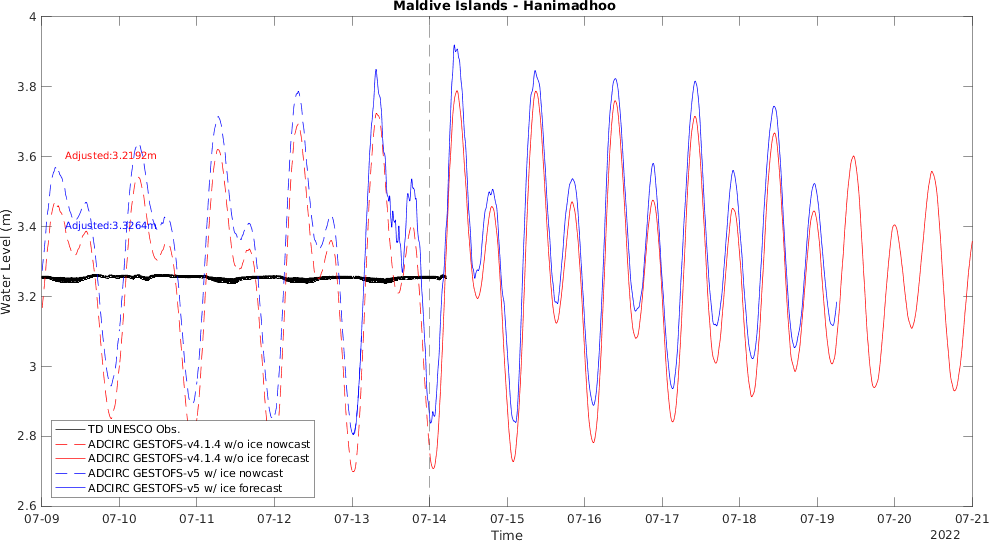 Maldive Islands - Hanimadhoo
4
3.8
3.6
3.4
3.2
3
2.8
2.6
Water Level (m)
Adjusted:3.2192m
Adjusted:3.3264m
TD UNESCO Obs.
ADCIRC GESTOFS-v4.1.4 w/o ice nowcast
ADCIRC GESTOFS-v4.1.4 w/o ice forecast
ADCIRC GESTOFS-v5 w/ ice nowcast
ADCIRC GESTOFS-v5 w/ ice forecast
07-09 07-10 07-11 07-12 07-13 07-14 07-15 07-16 07-17 07-18 07-19 07-20 07-21
Time
2022